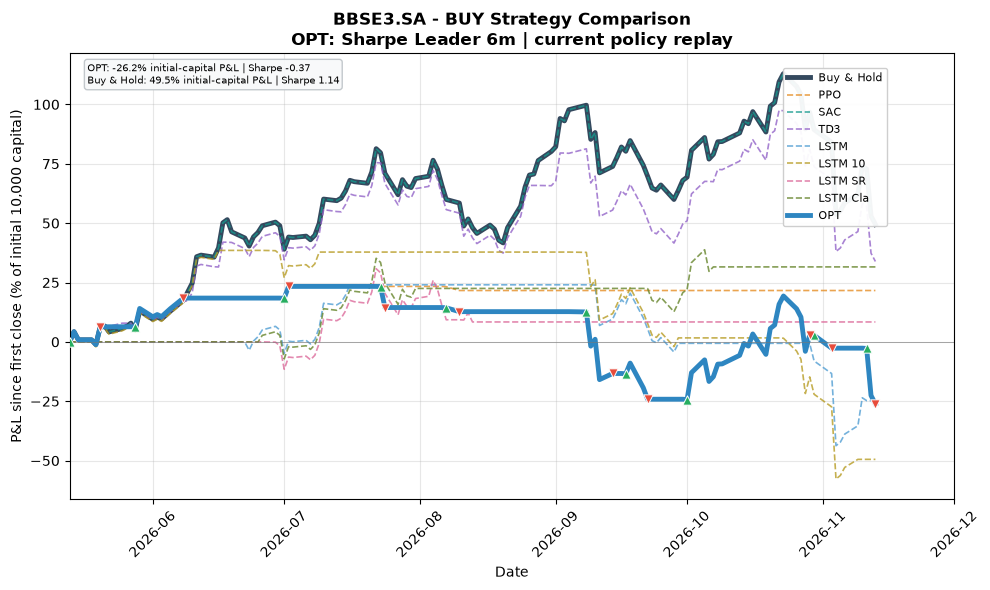 BBSE3.SA - BUY Strategy Comparison
OPT: Sharpe Leader 6m | current policy replay
OPT: -26.2% initial-capital P&L | Sharpe -0.37
Buy & Hold: 49.5% initial-capital P&L | Sharpe 1.14
Buy & Hold
PPO
SAC
TD3
LSTM
LSTM 10
LSTM SR
LSTM Cla
OPT
P&L since first close (% of initial 10,000 capital)
100
75
50
25
0
−25
−50
2026-06
2026-07
2026-08
2026-09
2026-10
2026-11
2026-12
Date